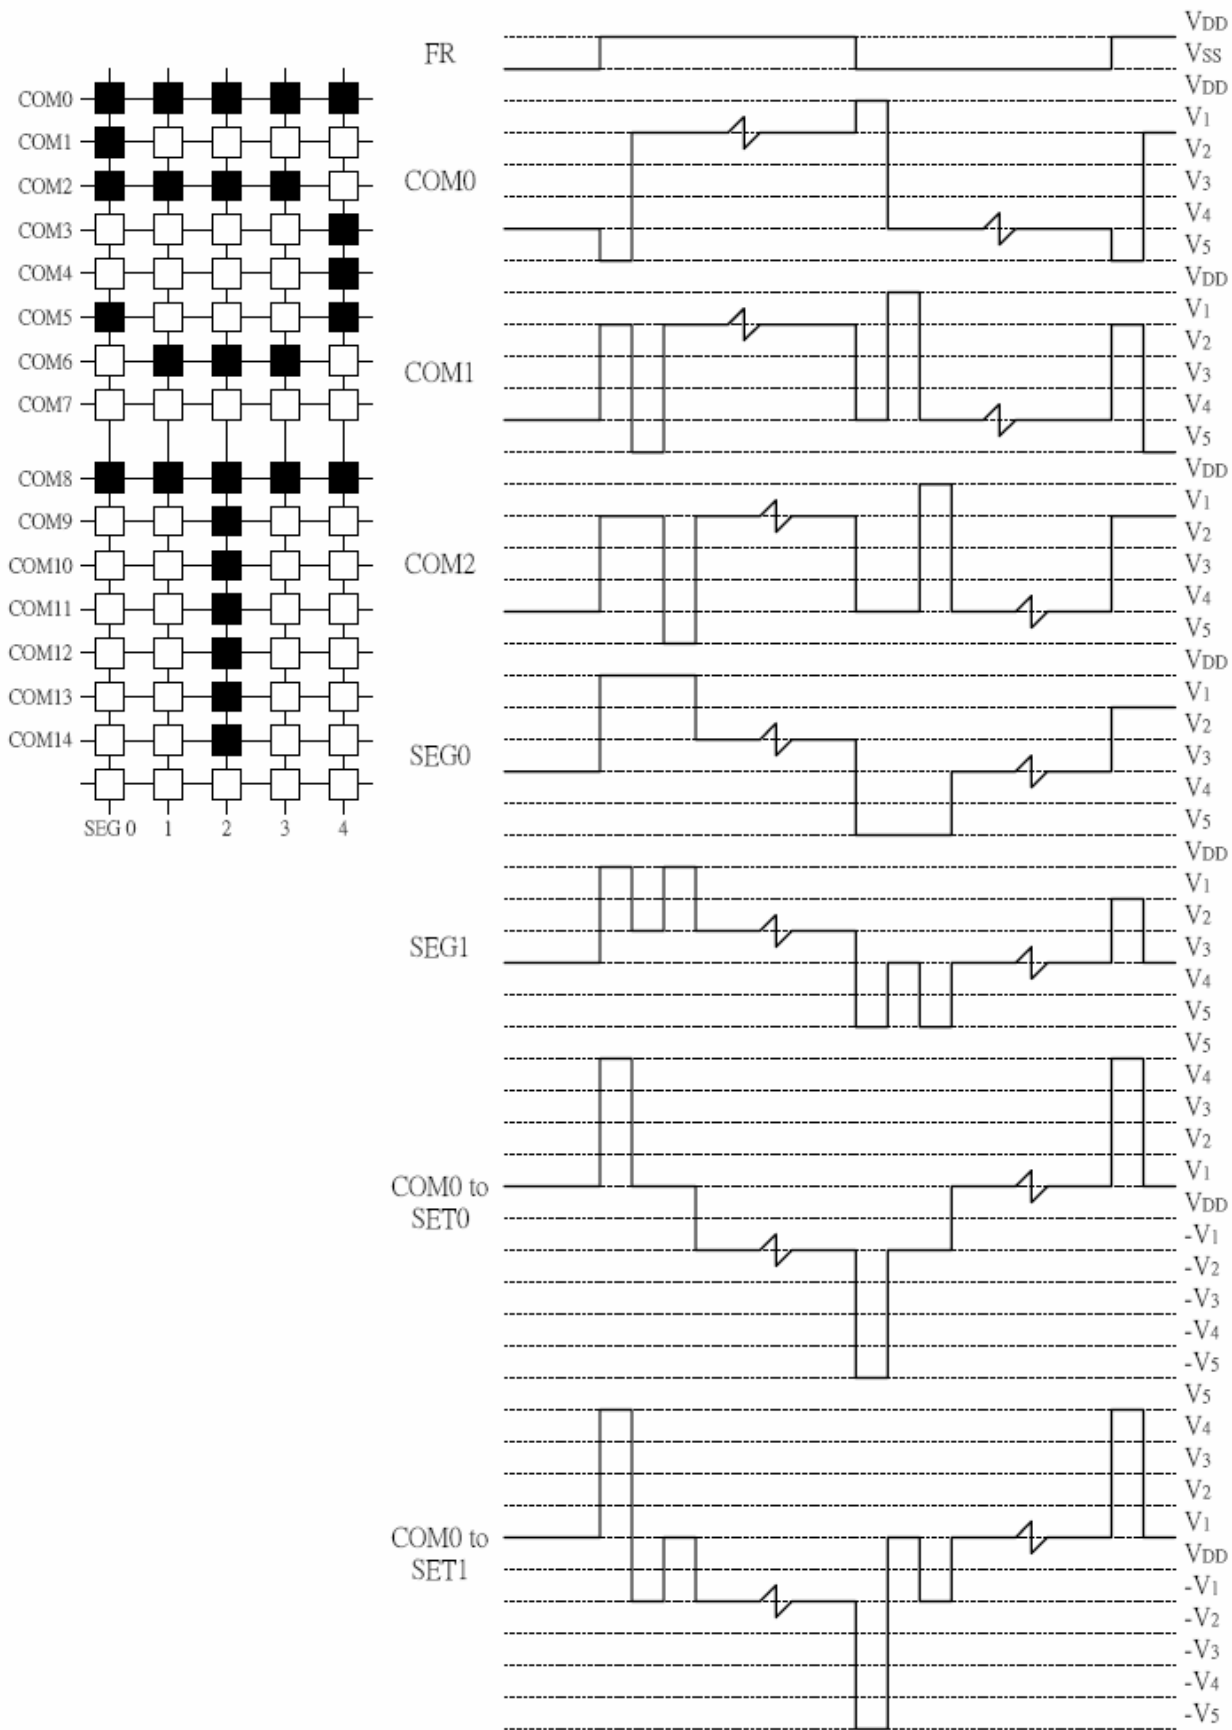 COM0
COM1
COM2
COM3
COM4
COM5
COM6
COM7
COM8
COM9
COM10
COM11
COM12
COM13
COM14
SEG 0 1 2 3 4
FR
VDD
VSS
COM0
VDD
V1
V2
V3
V4
V5
COM1
VDD
V1
V2
V3
V4
V5
COM2
VDD
V1
V2
V3
V4
V5
SEG0
VDD
V1
V2
V3
V4
V5
SEG1
VDD
V1
V2
V3
V4
V5
COM0 to
SET0
V5
V4
V3
V2
V1
VDD
-V1
-V2
-V3
-V4
-V5
COM0 to
SET1
V5
V4
V3
V2
V1
VDD
-V1
-V2
-V3
-V4
-V5